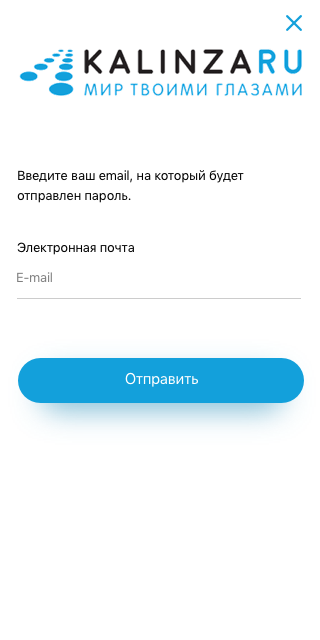 KALINZARU
МИР ТВОИМИ ГЛАЗАМИ
Введите ваш email, на который будет
отправлен пароль.
Электронная почта
E-mail
Отправить